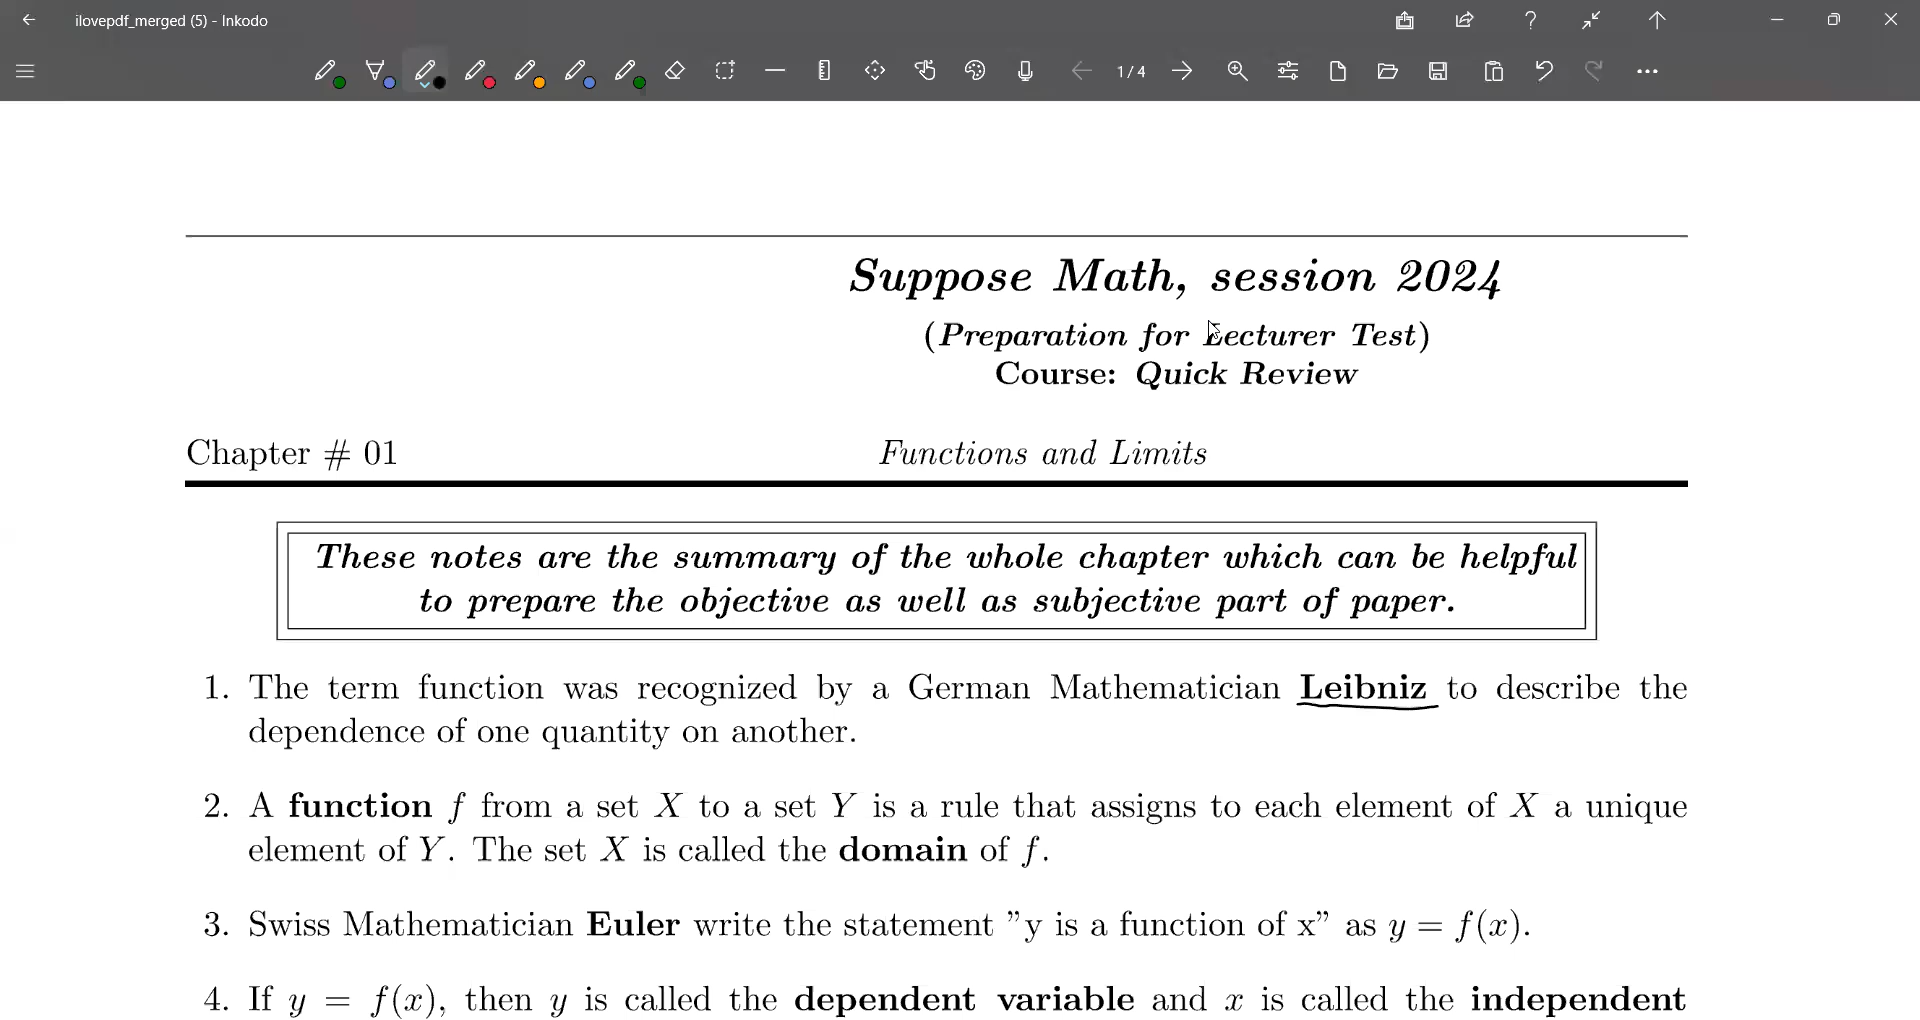 ilovepdf_merged (5) - Inkodo
1/4
Suppose Math, session 2024
(Preparation for Lecturer Test)
Course: Quick Review
Chapter # 01 Functions and Limits
These notes are the summary of the whole chapter which can be helpful
to prepare the objective as well as subjective part of paper.
1. The term function was recognized by a German Mathematician Leibniz to describe the
dependence of one quantity on another.
2. A function f from a set X to a set Y is a rule that assigns to each element of X a unique
element of Y. The set X is called the domain of f.
3. Swiss Mathematician Euler write the statement ”y is a function of x” as y = f(x).
4. If y = f(x), then y is called the dependent variable and x is called the independent